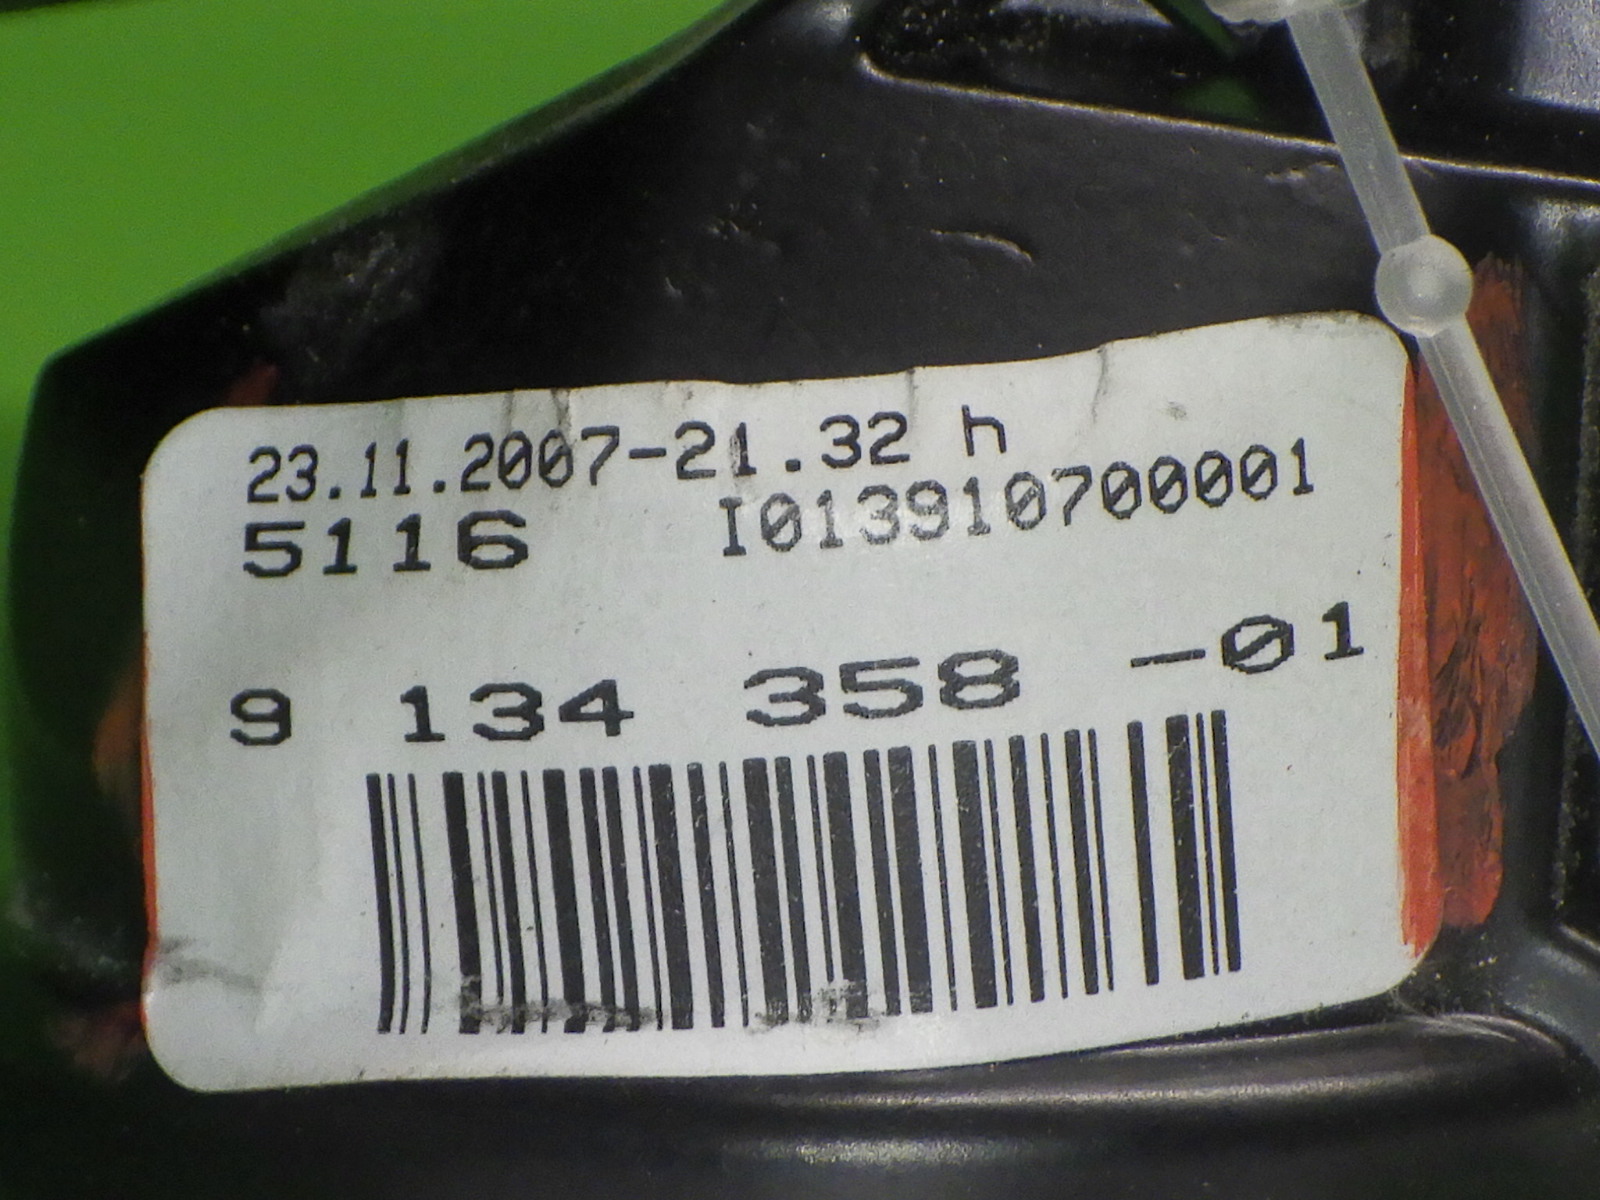 23.11.2007-21.32 h
5116 I013910700001
9 134 358 -01